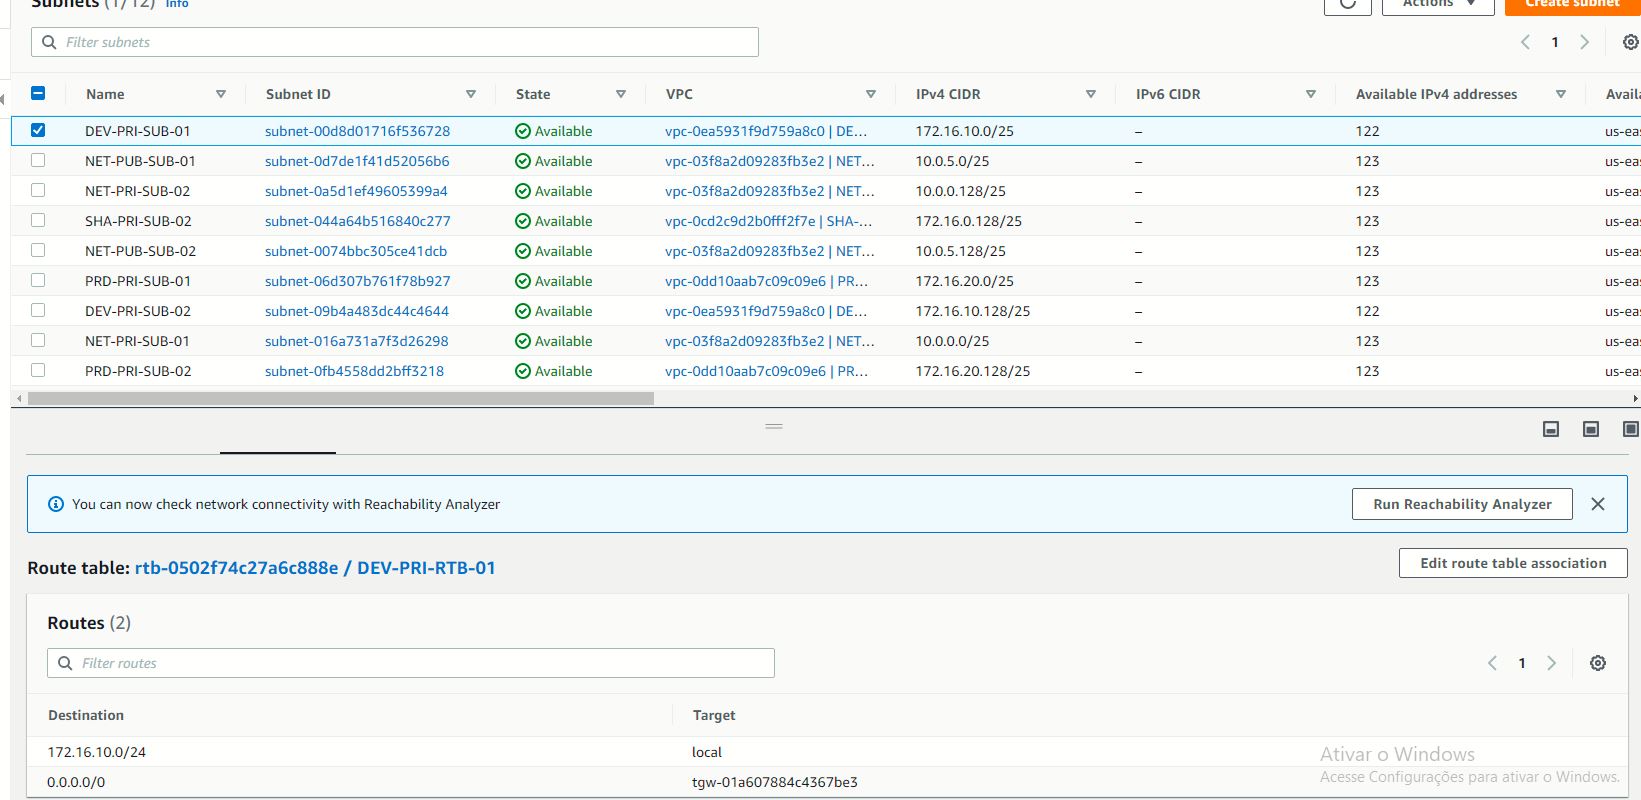 Subnets (1/12) Info
Actions
Create subnet
Filter subnets
1
Name Subnet ID State VPC IPv4 CIDR IPv6 CIDR Available IPv4 addresses Availa
DEV-PRI-SUB-01 subnet-00d8d01716f536728 Available vpc-0ea5931f9d759a8c0 | DE... 172.16.10.0/25 – 122 us-eas
NET-PUB-SUB-01 subnet-0d7de1f41d52056b6 Available vpc-03f8a2d09283fb3e2 | NET... 10.0.5.0/25 – 123 us-eas
NET-PRI-SUB-02 subnet-0a5d1ef49605399a4 Available vpc-03f8a2d09283fb3e2 | NET... 10.0.0.128/25 – 123 us-eas
SHA-PRI-SUB-02 subnet-044a64b516840c277 Available vpc-0cd2c9d2b0fff2f7e | SHA-... 172.16.0.128/25 – 123 us-eas
NET-PUB-SUB-02 subnet-0074bbc305ce41dcb Available vpc-03f8a2d09283fb3e2 | NET... 10.0.5.128/25 – 123 us-eas
PRD-PRI-SUB-01 subnet-06d307b761f78b927 Available vpc-0dd10aab7c09c09e6 | PR... 172.16.20.0/25 – 123 us-eas
DEV-PRI-SUB-02 subnet-09b4a483dc44c4644 Available vpc-0ea5931f9d759a8c0 | DE... 172.16.10.128/25 – 122 us-eas
NET-PRI-SUB-01 subnet-016a731a7f3d26298 Available vpc-03f8a2d09283fb3e2 | NET... 10.0.0.0/25 – 123 us-eas
PRD-PRI-SUB-02 subnet-0fb4558dd2bff3218 Available vpc-0dd10aab7c09c09e6 | PR... 172.16.20.128/25 – 123 us-eas
You can now check network connectivity with Reachability Analyzer
Run Reachability Analyzer
Route table: rtb-0502f74c27a6c888e / DEV-PRI-RTB-01
Edit route table association
Routes (2)
Filter routes
1
Destination Target
172.16.10.0/24 local
0.0.0.0/0 tgw-01a607884c4367be3
Ativar o Windows
Acesse Configurações para ativar o Windows.